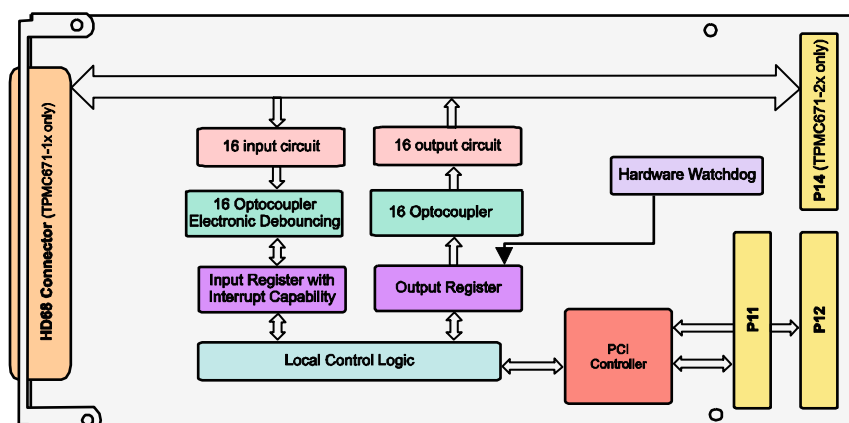 HD68 Connector (TPMC671-1x only)
P14 (TPMC671-2x only)
16 input circuit
16 output circuit
Hardware Watchdog
16 Optocoupler
Electronic Debouncing
16 Optocoupler
Input Register with
Interrupt Capability
Output Register
P11
P12
PCI
Controller
Local Control Logic